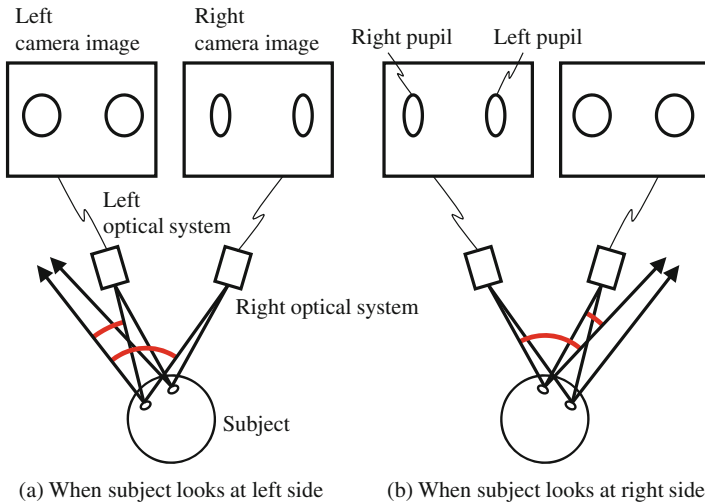 Left
camera image
Right
camera image
Right pupil
Left pupil
Left
optical system
Right optical system
Subject
(a) When subject looks at left side
(b) When subject looks at right side